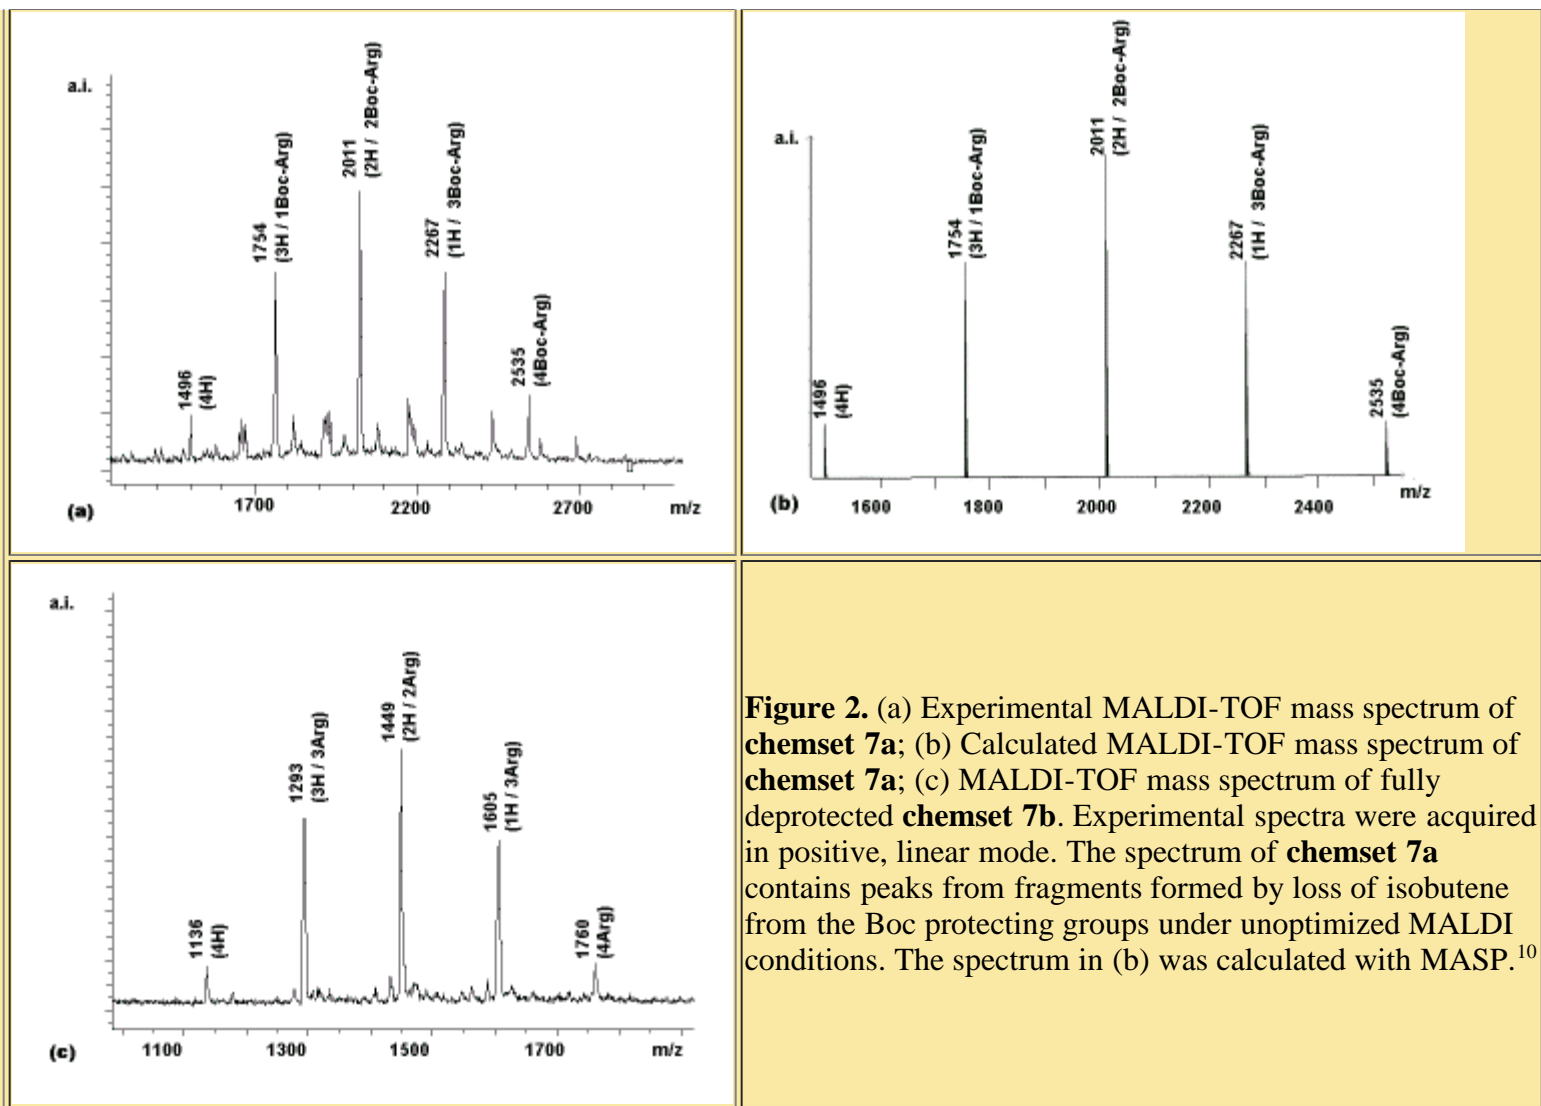 a.i.
1496
(4H)
1754
(3H / 1Boc-Arg)
2011
(2H / 2Boc-Arg)
2267
(1H / 3Boc-Arg)
2535
(4Boc-Arg)
(a)
1700 2200 2700 m/z
a.i.
1496
(4H)
1754
(3H / 1Boc-Arg)
2011
(2H / 2Boc-Arg)
2267
(1H / 3Boc-Arg)
2535
(4Boc-Arg)
(b)
1600 1800 2000 2200 2400 m/z
a.i.
1136
(4H)
1293
(3H / 3Arg)
1449
(2H / 2Arg)
1605
(1H / 3Arg)
1760
(4Arg)
(c)
1100 1300 1500 1700 m/z
Figure 2. (a) Experimental MALDI-TOF mass spectrum of
chemset 7a; (b) Calculated MALDI-TOF mass spectrum of
chemset 7a; (c) MALDI-TOF mass spectrum of fully
deprotected chemset 7b. Experimental spectra were acquired
in positive, linear mode. The spectrum of chemset 7a
contains peaks from fragments formed by loss of isobutene
from the Boc protecting groups under unoptimized MALDI
conditions. The spectrum in (b) was calculated with MASP.10